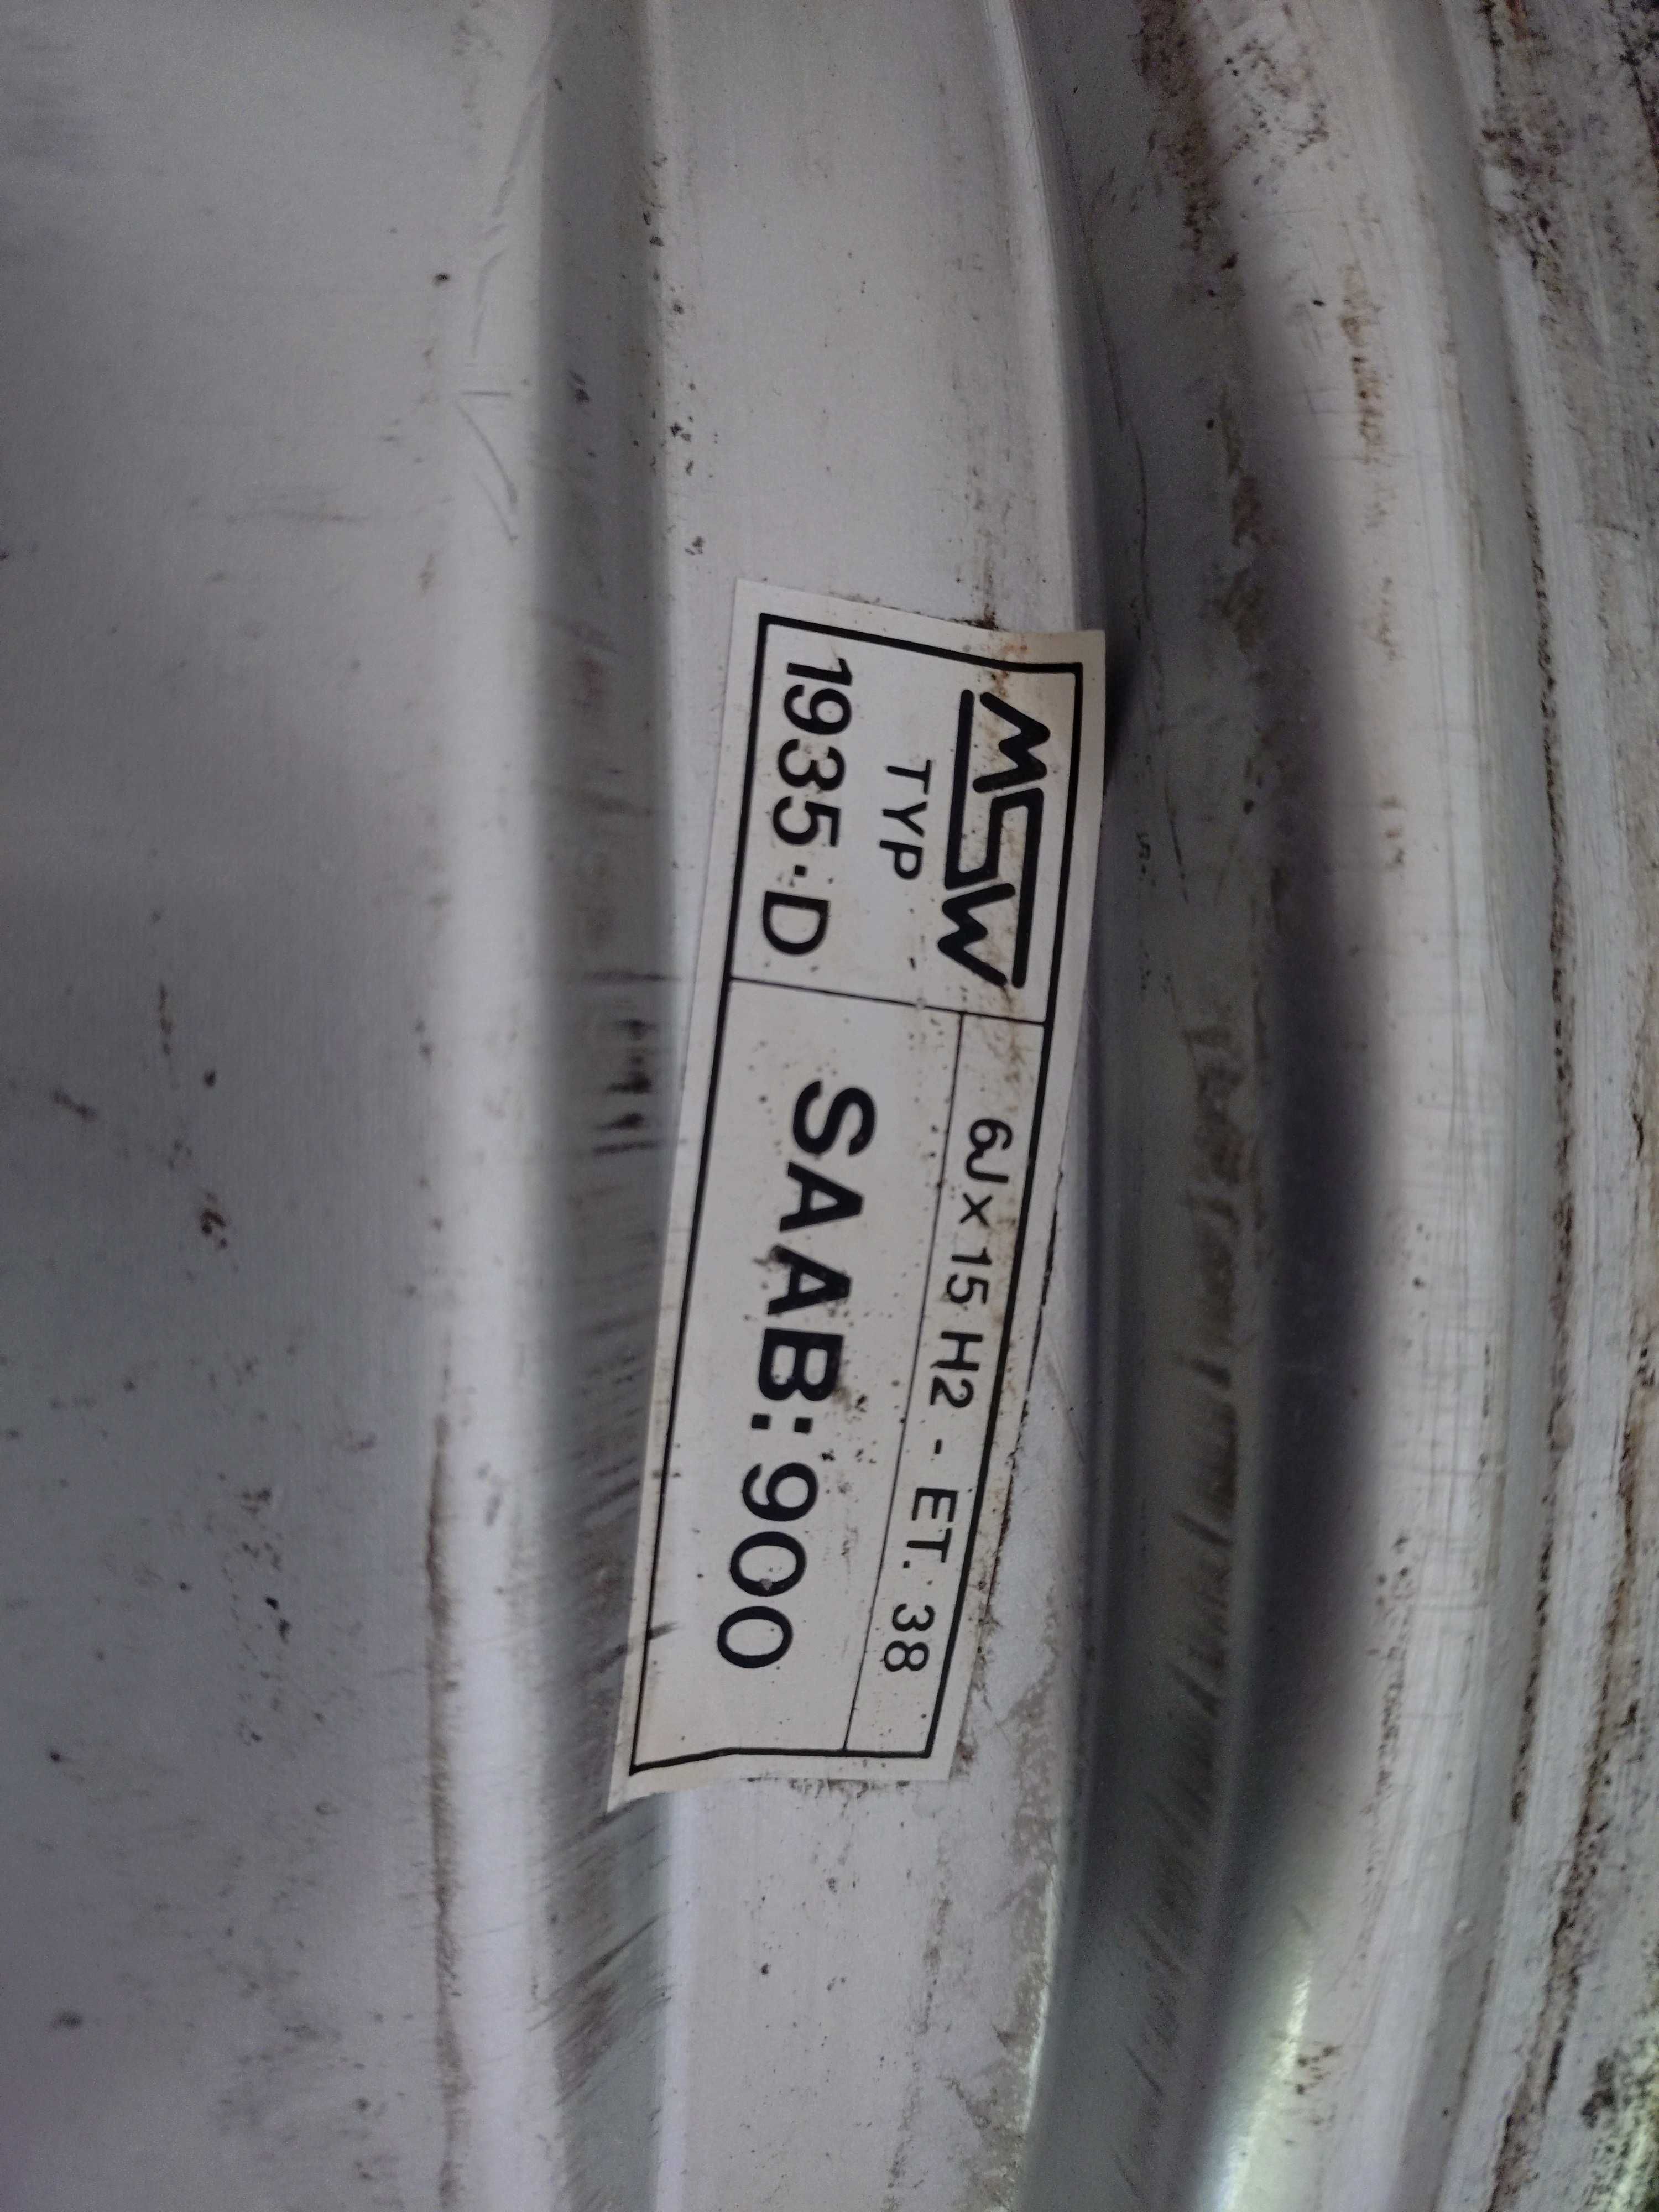 MSW
TYP
1935·D
6J x 15 H2 - ET. 38
SAAB: 900